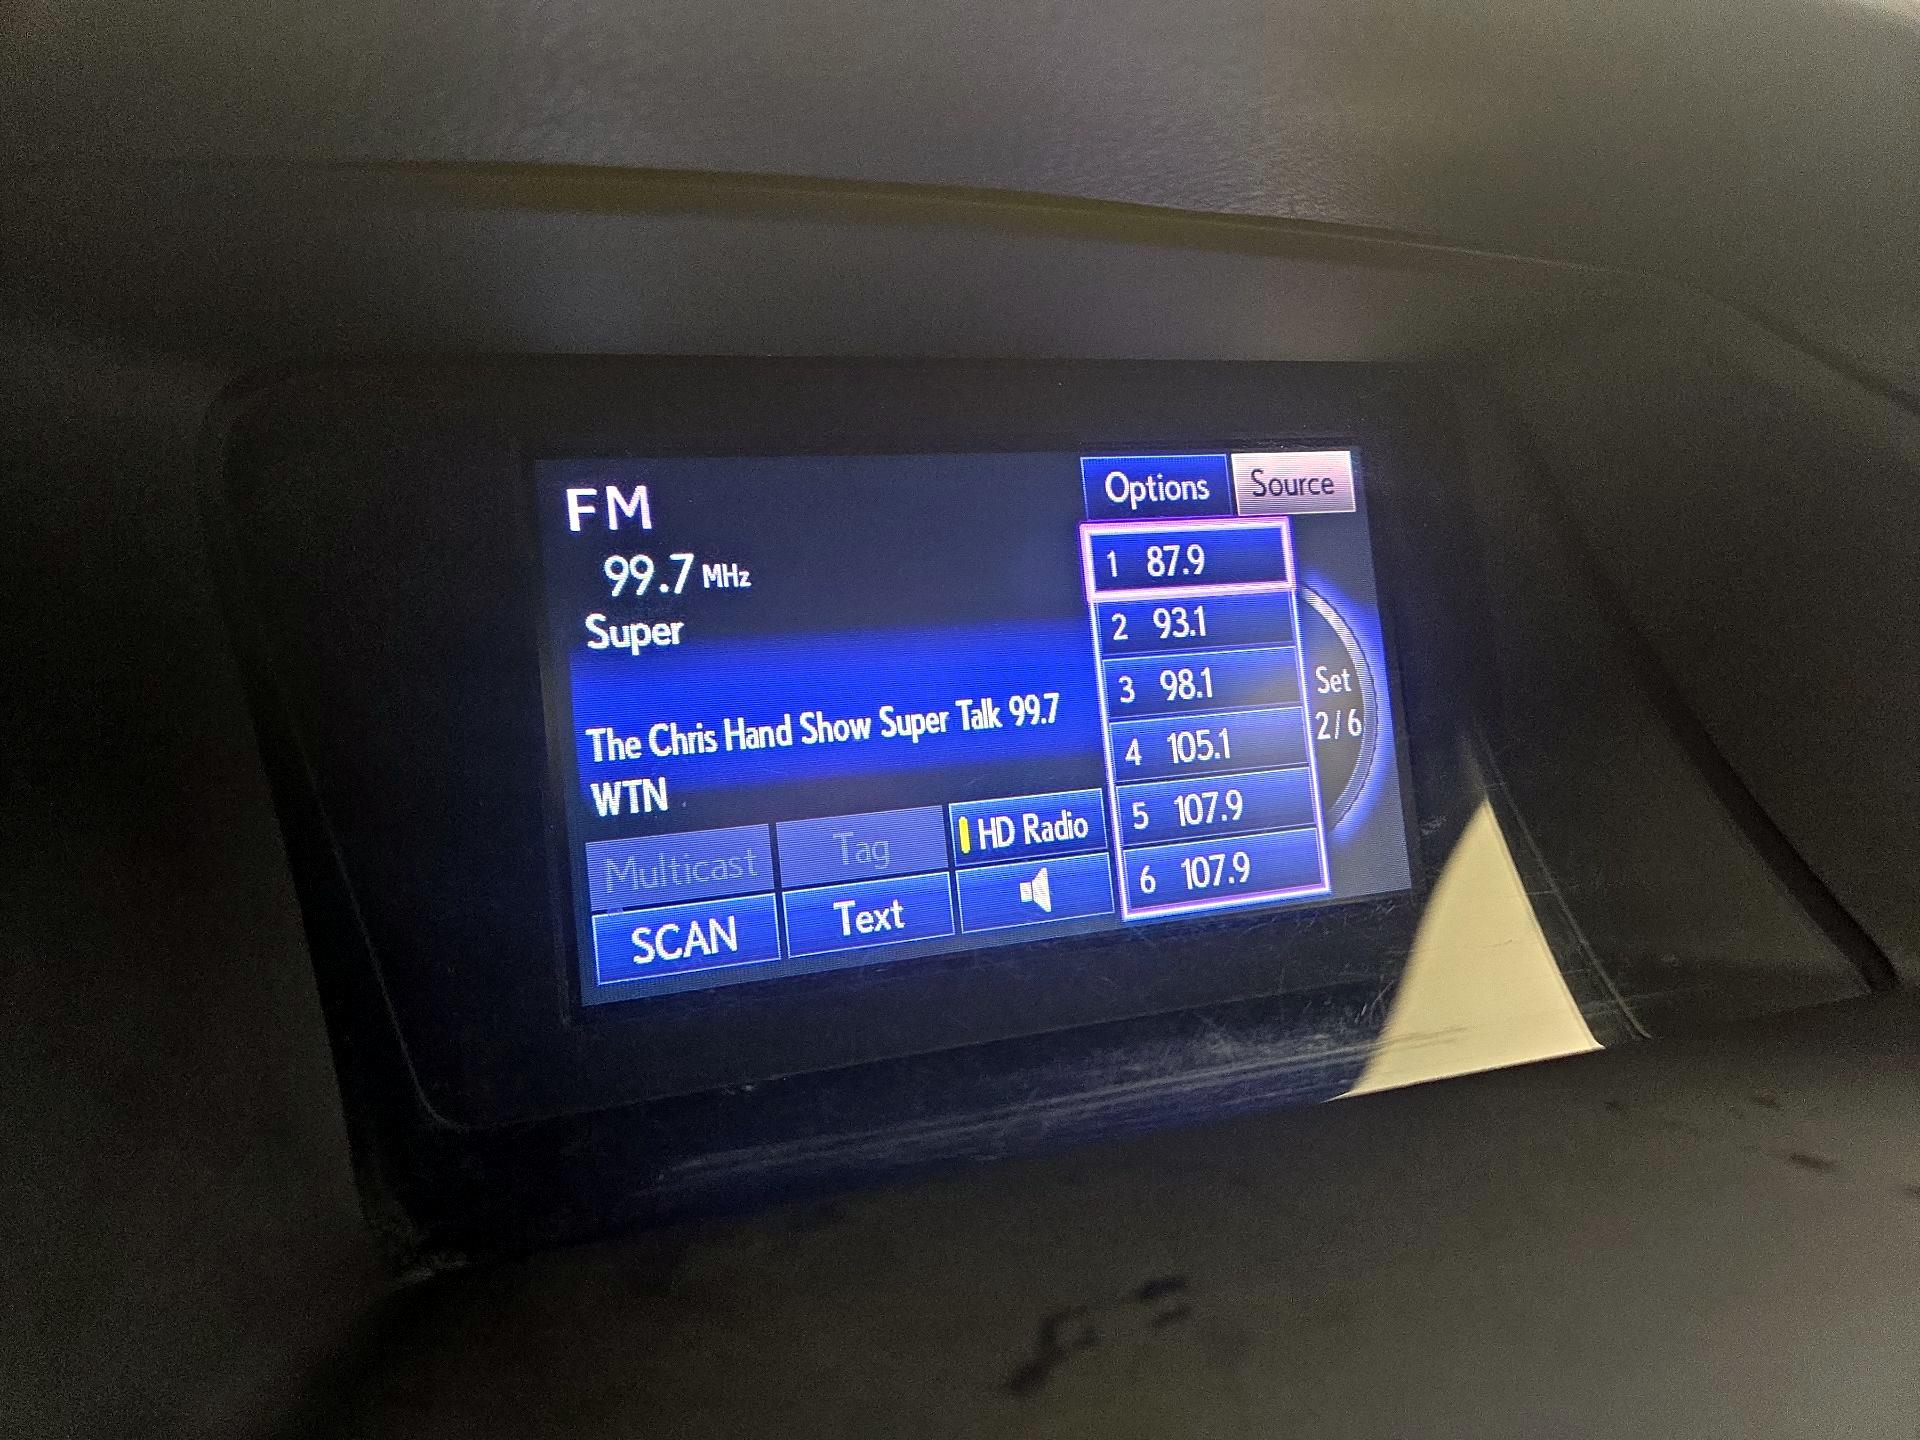 FM
Options
Source
99.7 MHz
Super
The Chris Hand Show Super Talk 99.7
WTN
1 87.9
2 93.1
3 98.1
4 105.1
5 107.9
6 107.9
Set
2/6
Multicast
Tag
HD Radio
SCAN
Text